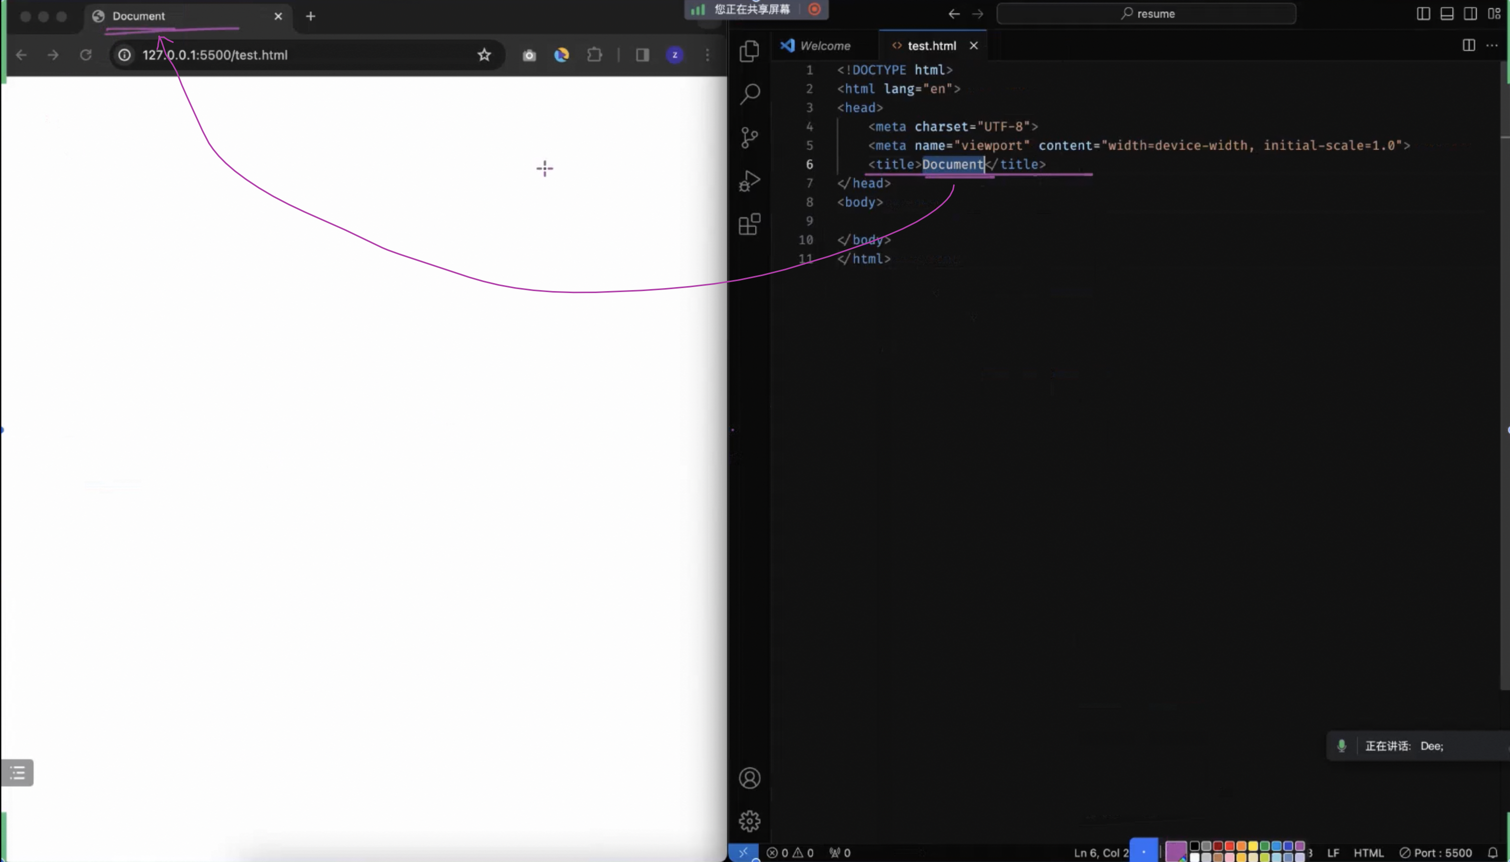 Document
您正在共享屏幕
resume
127.0.0.1:5500/test.html
z
Welcome
<> test.html
1 <!DOCTYPE html>
2 <html lang="en">
3 <head>
4 <meta charset="UTF-8">
5 <meta name="viewport" content="width=device-width, initial-scale=1.0">
6 <title>Document</title>
7 </head>
8 <body>
9
10 </body>
11 </html>
正在讲话: Dee;
0 0 0
Ln 6, Col 2
LF HTML Port : 5500